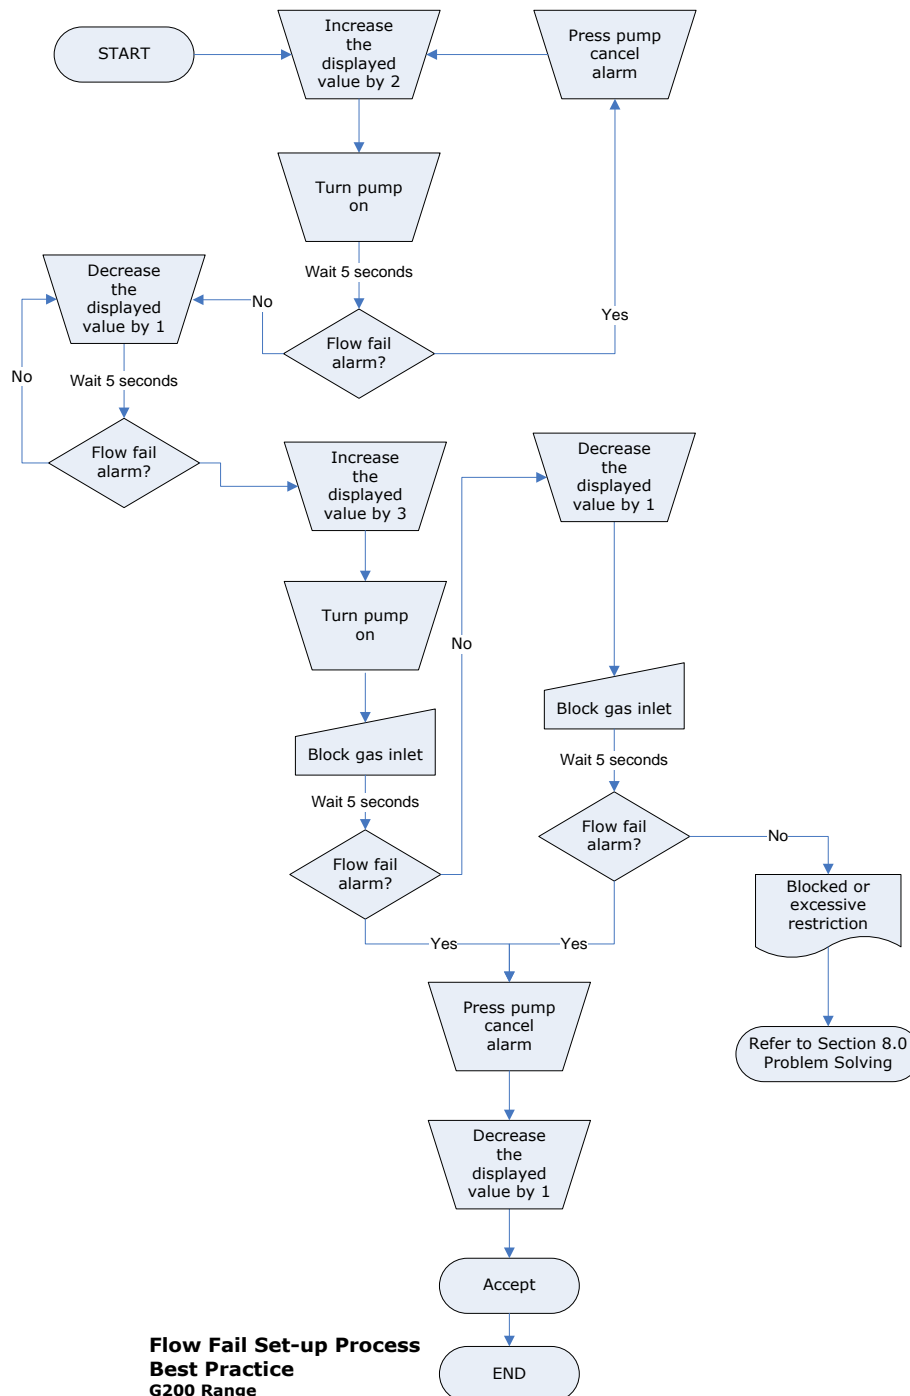 START
Increase
the
displayed
value by 2
Press pump
cancel
alarm
Turn pump
on
Wait 5 seconds
Decrease
the
displayed
value by 1
No
Flow fail
alarm?
Yes
Wait 5 seconds
No
Flow fail
alarm?
Increase
the
displayed
value by 3
Decrease
the
displayed
value by 1
Turn pump
on
No
Block gas inlet
Wait 5 seconds
Flow fail
alarm?
Block gas inlet
Wait 5 seconds
Flow fail
alarm?
No
Blocked or
excessive
restriction
Refer to Section 8.0
Problem Solving
Yes
Yes
Press pump
cancel
alarm
Decrease
the
displayed
value by 1
Accept
END
Flow Fail Set-up Process
Best Practice
G200 Range